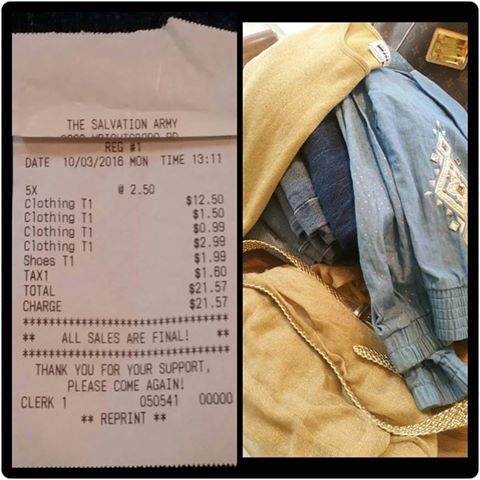 THE SALVATION ARMY
REG #1
DATE 10/03/2016 MON TIME 13:11
5X @ 2.50
Clothing T1 $12.50
Clothing T1 $1.50
Clothing T1 $0.99
Clothing T1 $2.99
Shoes T1 $1.99
TAX1 $1.60
TOTAL $21.57
CHARGE $21.57
********************************
** ALL SALES ARE FINAL! **
********************************
THANK YOU FOR YOUR SUPPORT,
PLEASE COME AGAIN!
CLERK 1 050541 00000
** REPRINT **